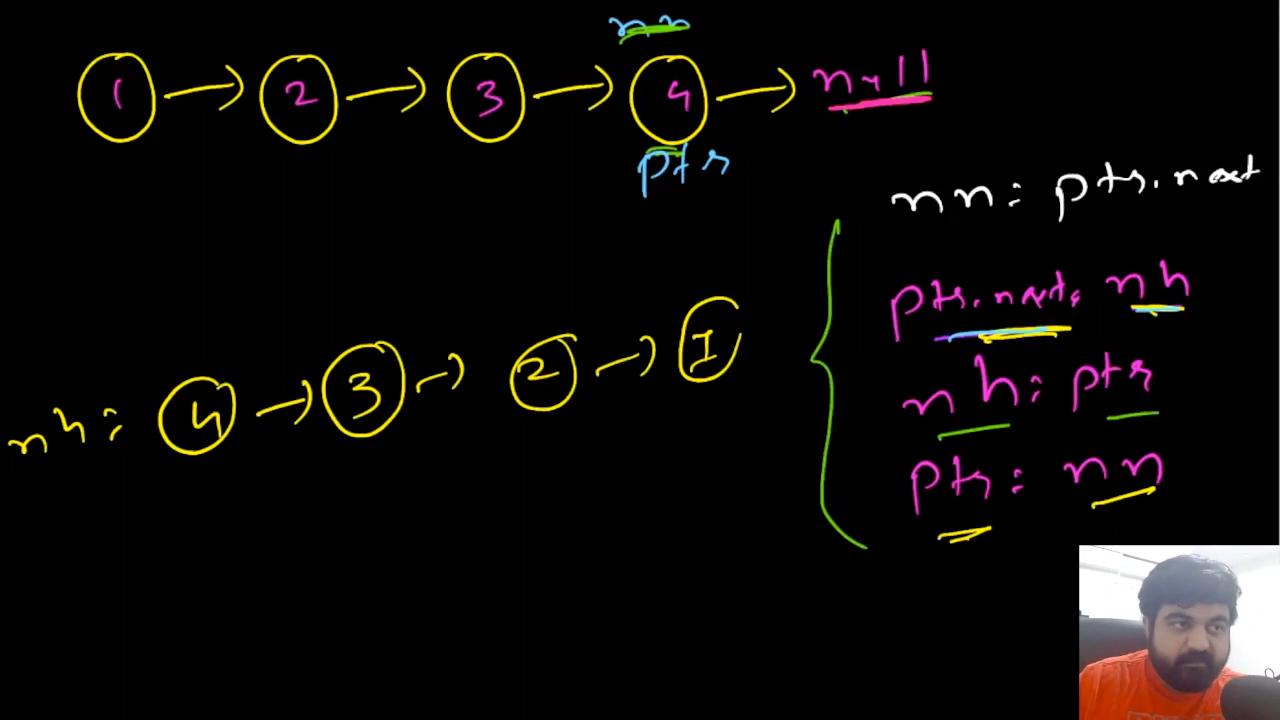 nn
1 → 2 → 3 → 4 → null
ptr
nn = ptr.next
ptr.next = nh
nh = ptr
ptr = nn
nh = 4 → 3 → 2 → 1